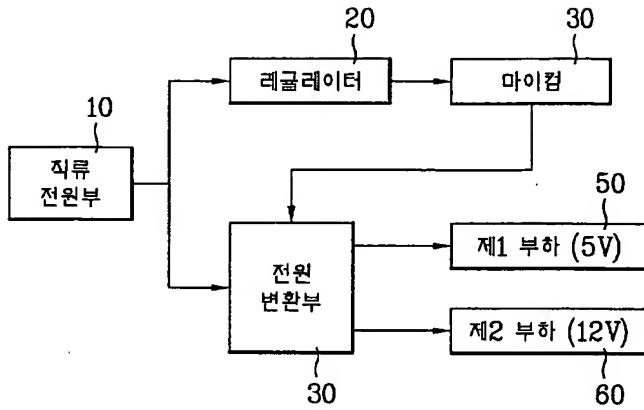 20
30
레귤레이터
마이컴
10
직류
전원부
50
전원
변환부
제1 부하 (5V)
제2 부하 (12V)
30
60